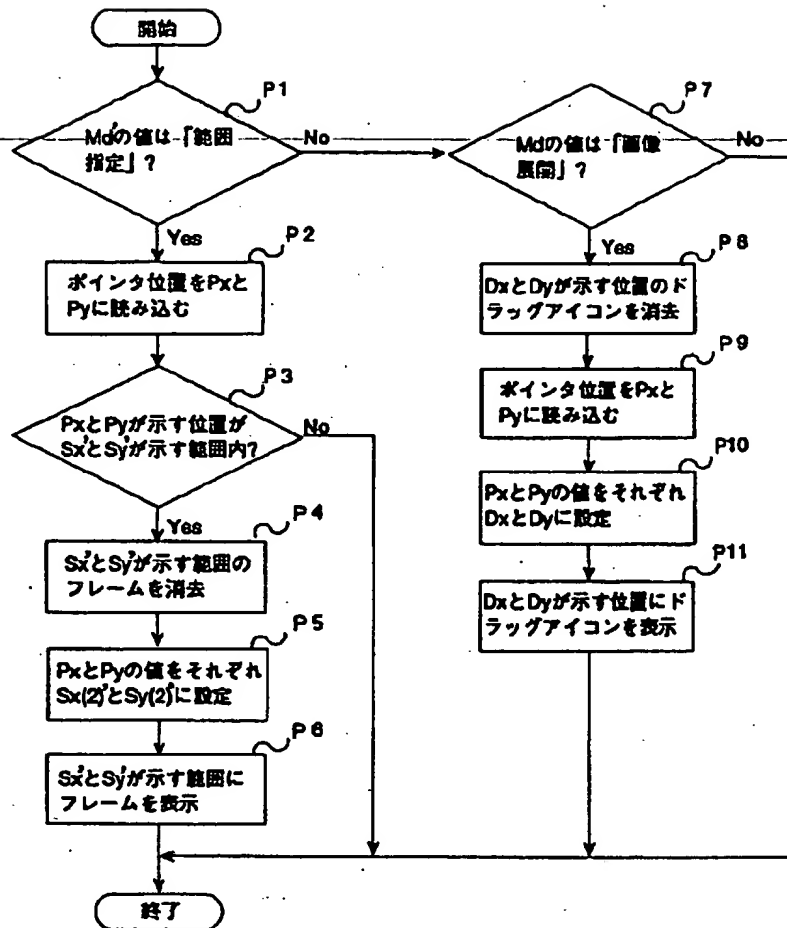 開始
P1
Md'の値は「範囲
指定」?
No
Yes
P2
ポインタ位置をPxと
Pyに読み込む
P3
PxとPyが示す位置が
Sx'とSy'が示す範囲内?
No
Yes
P4
Sx'とSy'が示す範囲の
フレームを消去
P5
PxとPyの値をそれぞれ
Sx(2)'とSy(2)'に設定
P6
Sx'とSy'が示す範囲に
フレームを表示
終了
P7
Mdの値は「画像
展開」?
No
Yes
P8
DxとDyが示す位置のド
ラッグアイコンを消去
P9
ポインタ位置をPxと
Pyに読み込む
P10
PxとPyの値をそれぞれ
DxとDyに設定
P11
DxとDyが示す位置にド
ラッグアイコンを表示